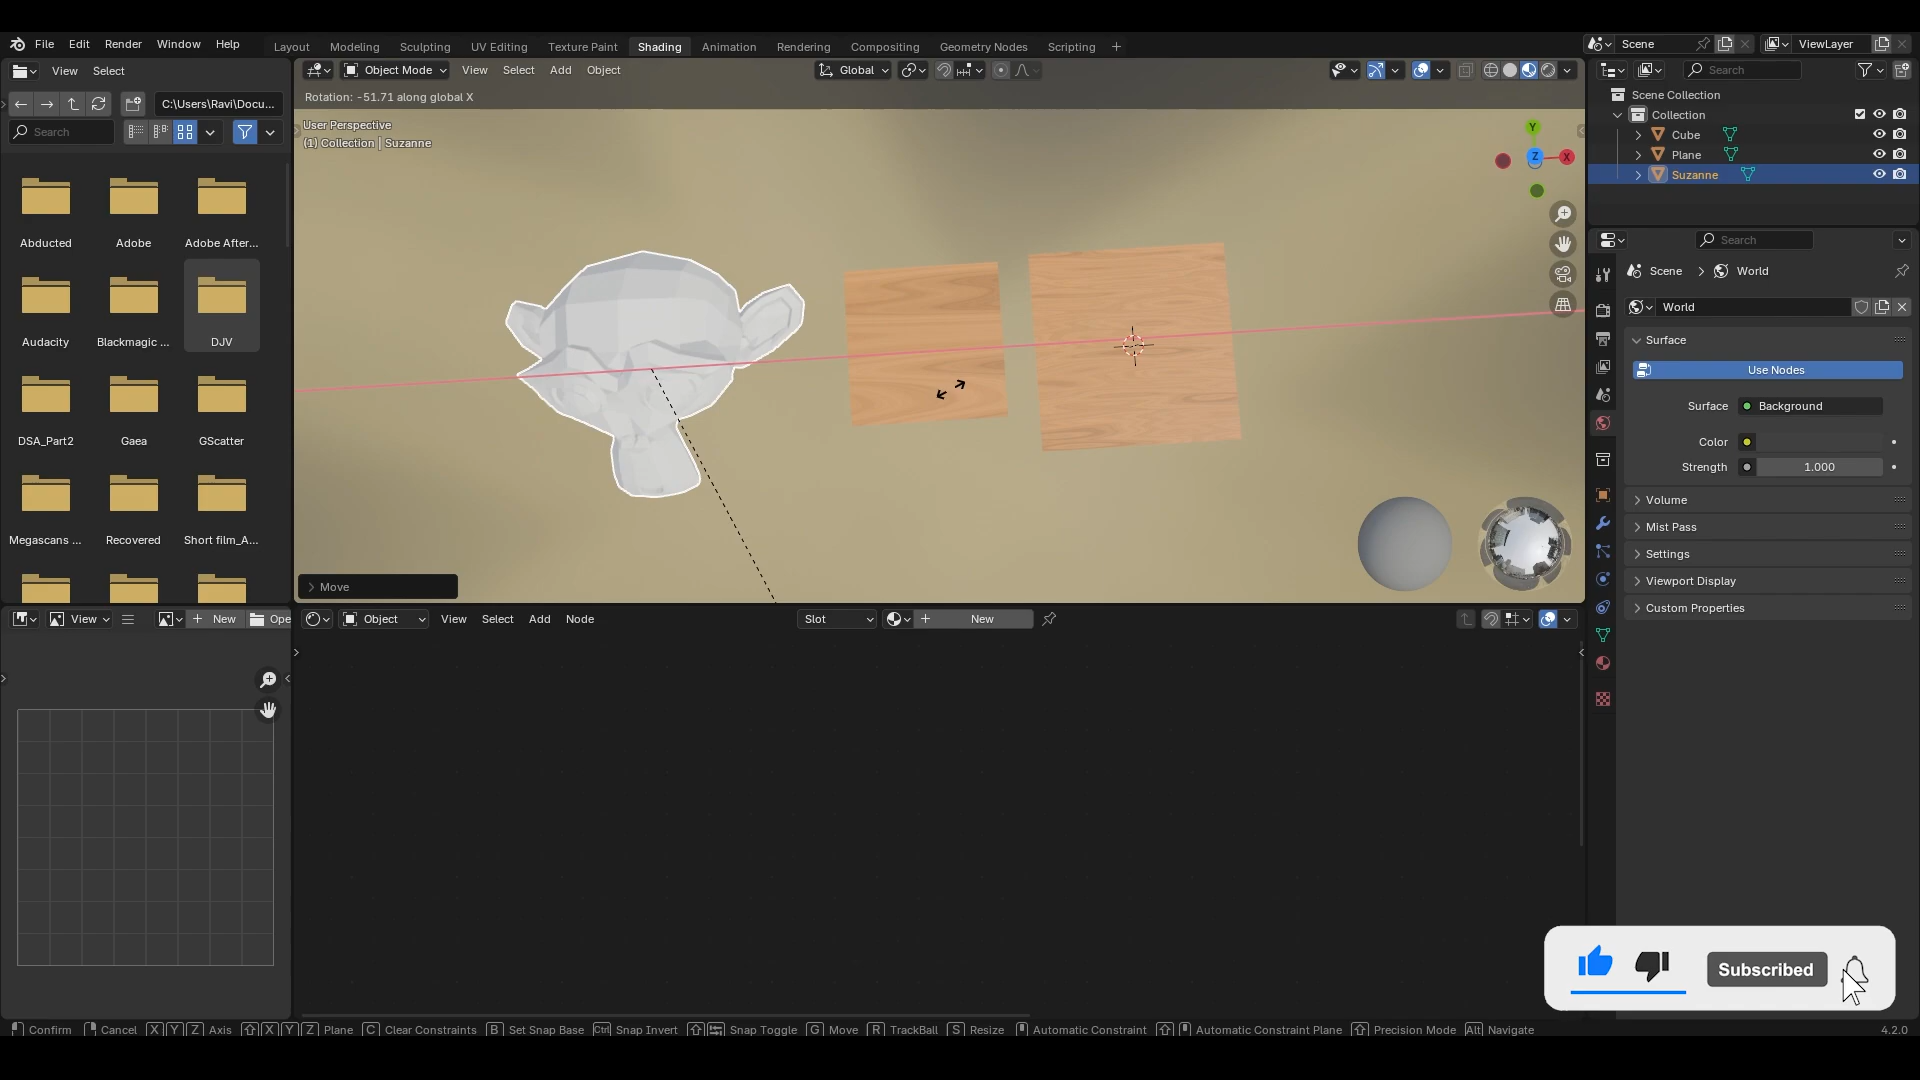 File Edit Render Window Help
Layout Modeling Sculpting UV Editing Texture Paint Shading Animation Rendering Compositing Geometry Nodes Scripting +
Scene
ViewLayer
View Select
Object Mode View Select Add Object
Global
Search
C:\Users\Ravi\Docu...
Search
Rotation: -51.71 along global X
User Perspective
(1) Collection | Suzanne
Y
Z
X
Scene Collection
Collection
Cube
Plane
Suzanne
Abducted Adobe Adobe After...
Audacity Blackmagic ... DJV
DSA_Part2 Gaea GScatter
Megascans ... Recovered Short film_A...
Search
Scene > World
World
Surface
Use Nodes
Surface Background
Color
Strength 1.000
Volume
Mist Pass
Settings
Viewport Display
Custom Properties
Move
View + New Ope
Object View Select Add Node
Slot
+ New
Subscribed
Confirm Cancel X Y Z Axis X Y Z Plane C Clear Constraints B Set Snap Base Ctrl Snap Invert Snap Toggle G Move R TrackBall S Resize Automatic Constraint Automatic Constraint Plane Precision Mode Alt Navigate
4.2.0